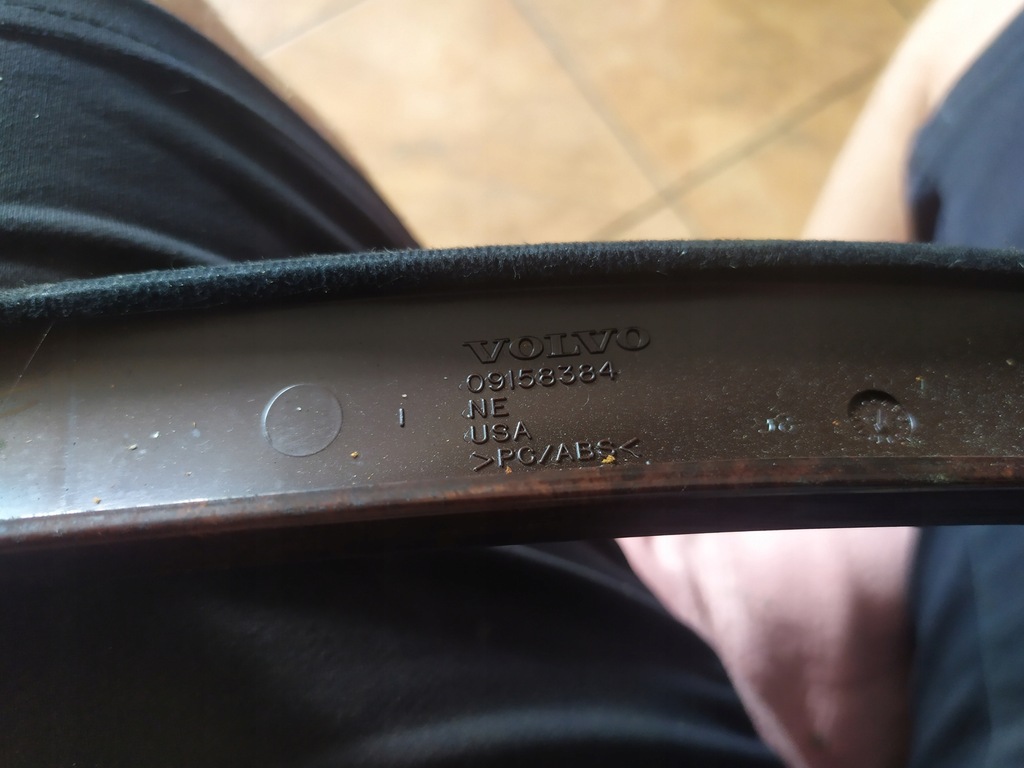 VOLVO
09158384
NE
USA
>PC/ABS<